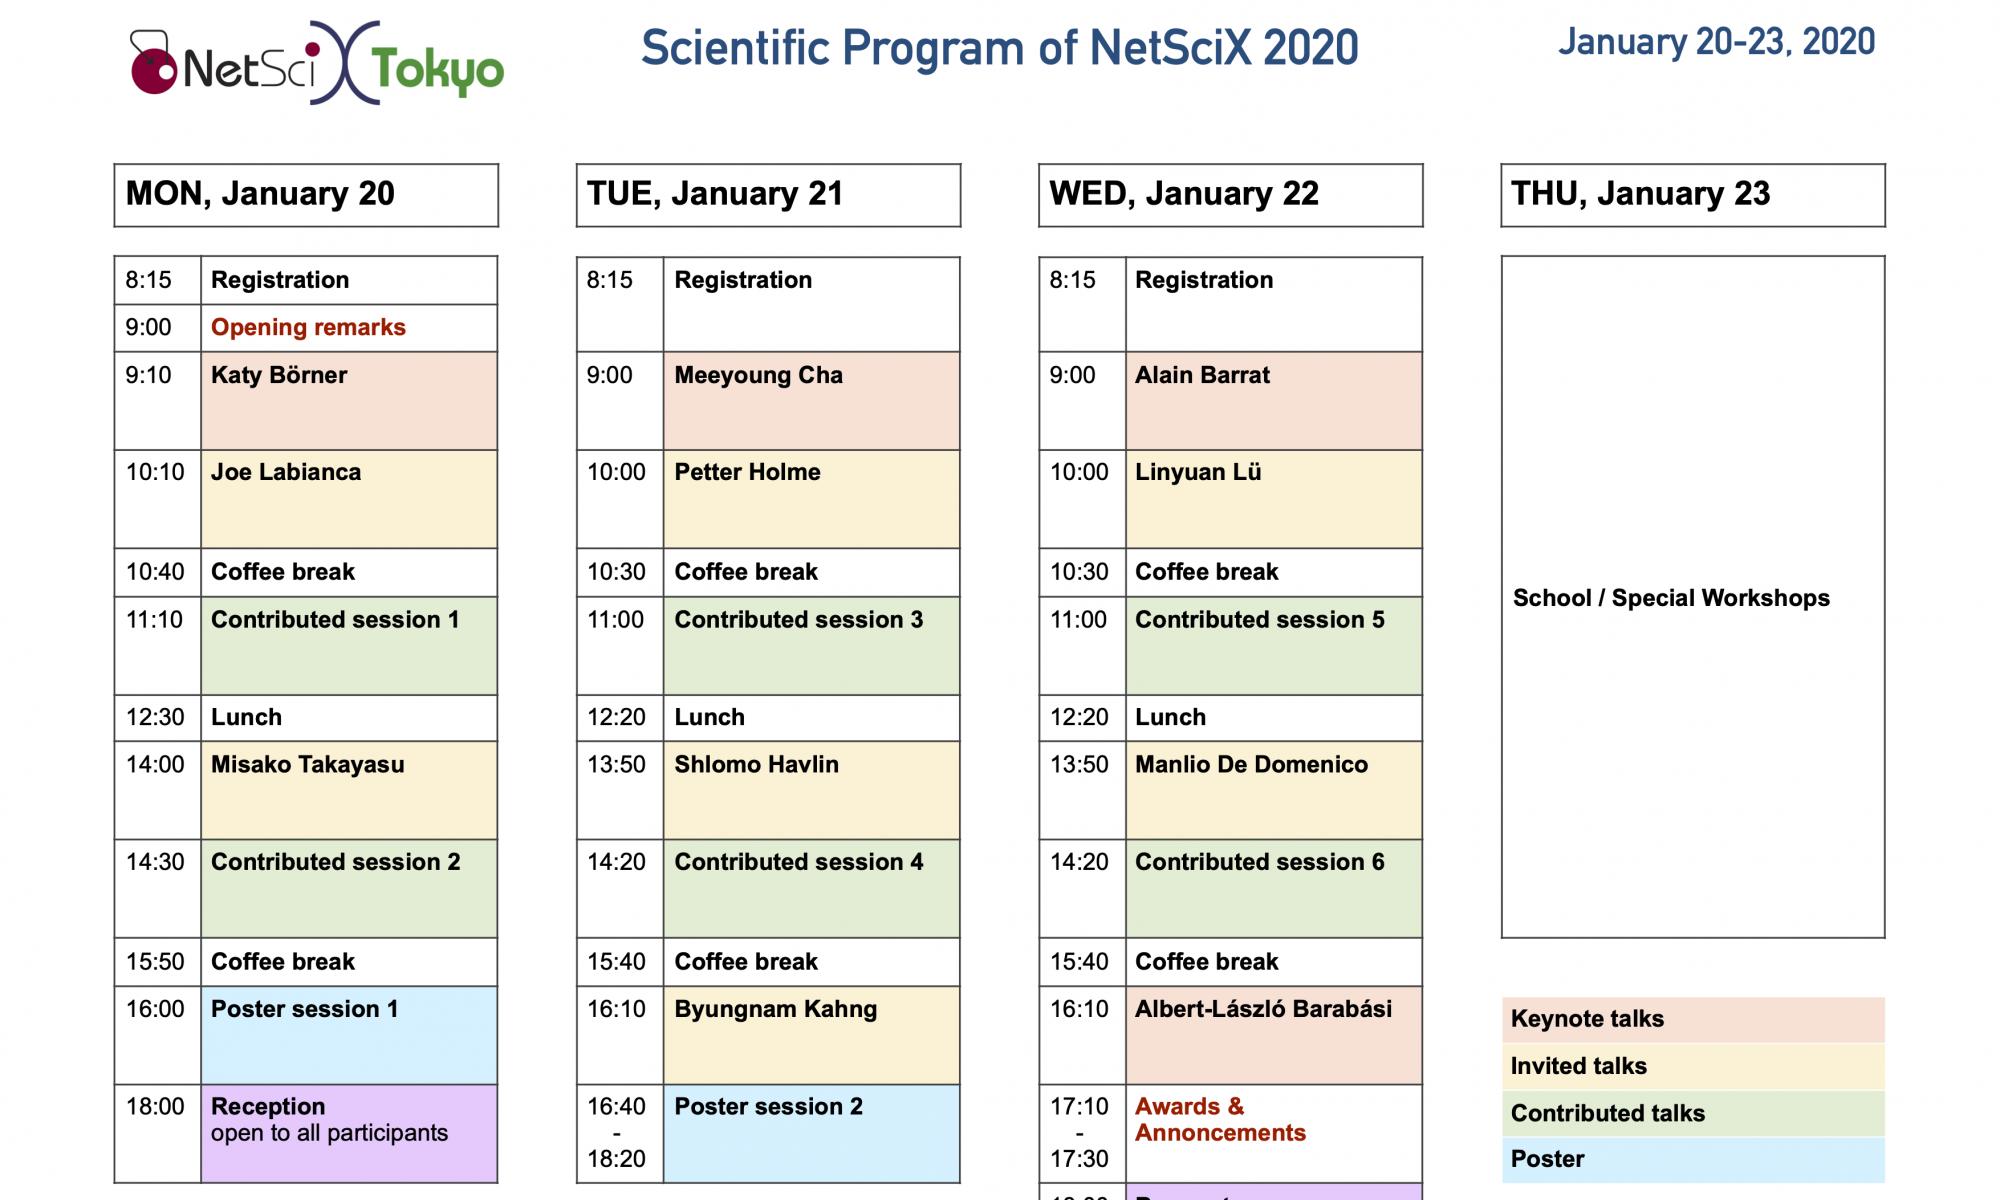 NetSciX Tokyo
Scientific Program of NetSciX 2020
January 20-23, 2020
MON, January 20
8:15 Registration
9:00 Opening remarks
9:10 Katy Börner
10:10 Joe Labianca
10:40 Coffee break
11:10 Contributed session 1
12:30 Lunch
14:00 Misako Takayasu
14:30 Contributed session 2
15:50 Coffee break
16:00 Poster session 1
18:00 Reception
open to all participants
TUE, January 21
8:15 Registration
9:00 Meeyoung Cha
10:00 Petter Holme
10:30 Coffee break
11:00 Contributed session 3
12:20 Lunch
13:50 Shlomo Havlin
14:20 Contributed session 4
15:40 Coffee break
16:10 Byungnam Kahng
16:40 Poster session 2
-
18:20
WED, January 22
8:15 Registration
9:00 Alain Barrat
10:00 Linyuan Lü
10:30 Coffee break
11:00 Contributed session 5
12:20 Lunch
13:50 Manlio De Domenico
14:20 Contributed session 6
15:40 Coffee break
16:10 Albert-László Barabási
17:10 Awards &
- Annoncements
17:30
THU, January 23
School / Special Workshops
Keynote talks
Invited talks
Contributed talks
Poster